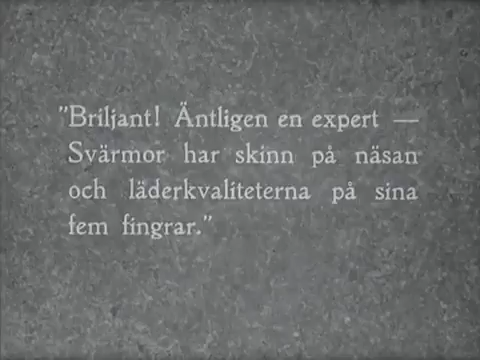 "Briljant! Äntligen en expert —
Svärmor har skinn på näsan
och läderkvaliteterna på sina
fem fingrar."